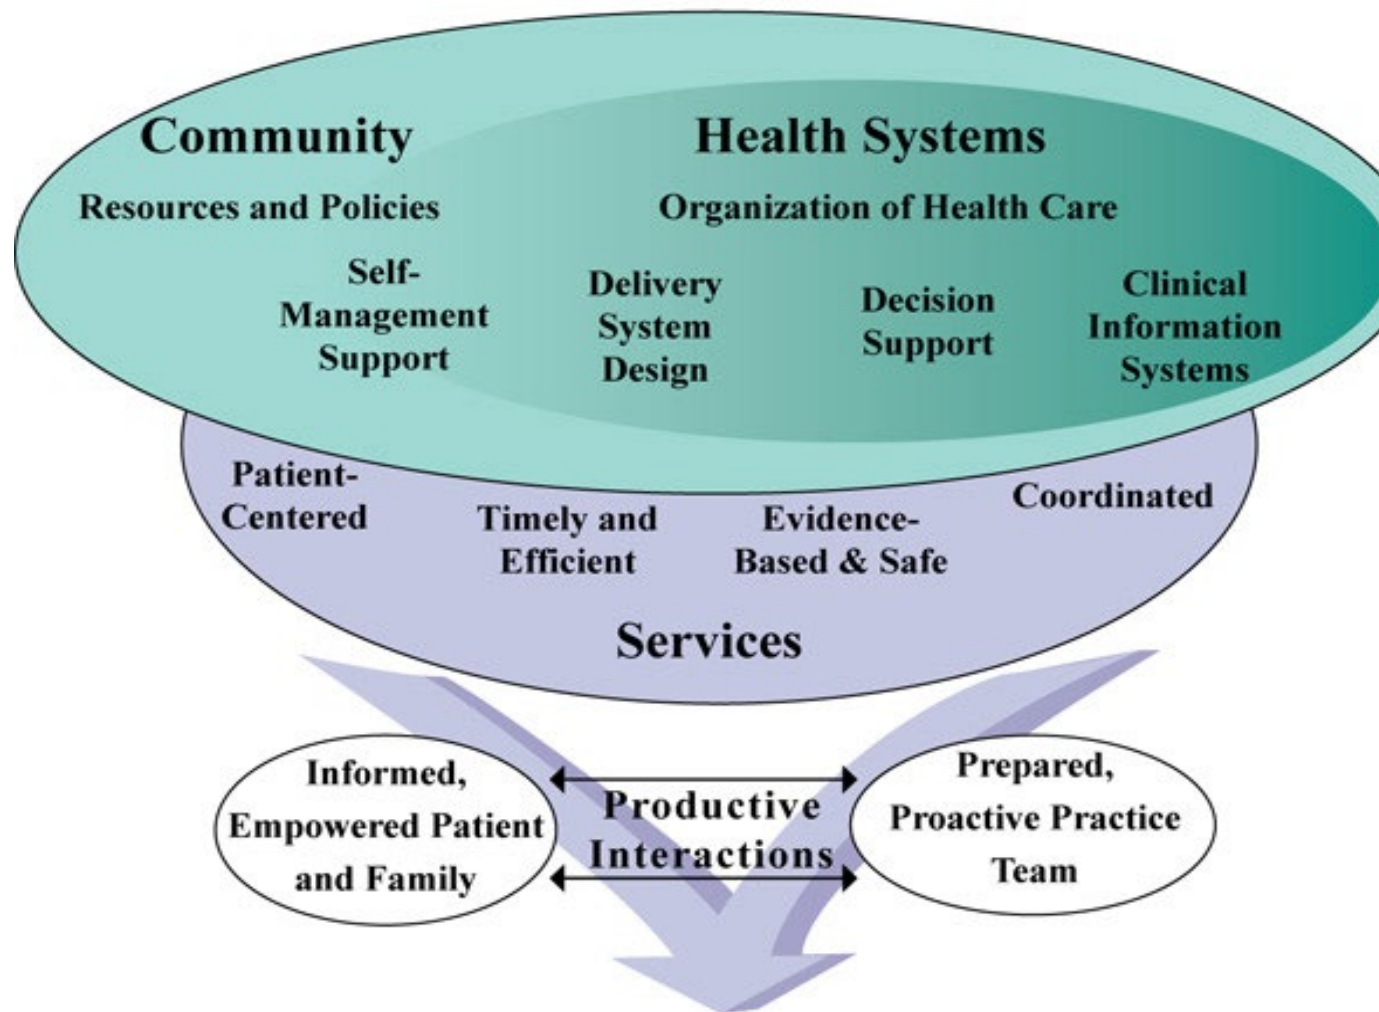 Community
Resources and Policies
Health Systems
Organization of Health Care
Self-
Management
Support
Delivery
System
Design
Decision
Support
Clinical
Information
Systems
Patient-
Centered
Timely and
Efficient
Evidence-
Based & Safe
Coordinated
Services
Informed,
Empowered Patient
and Family
Productive
Interactions
Prepared,
Proactive Practice
Team